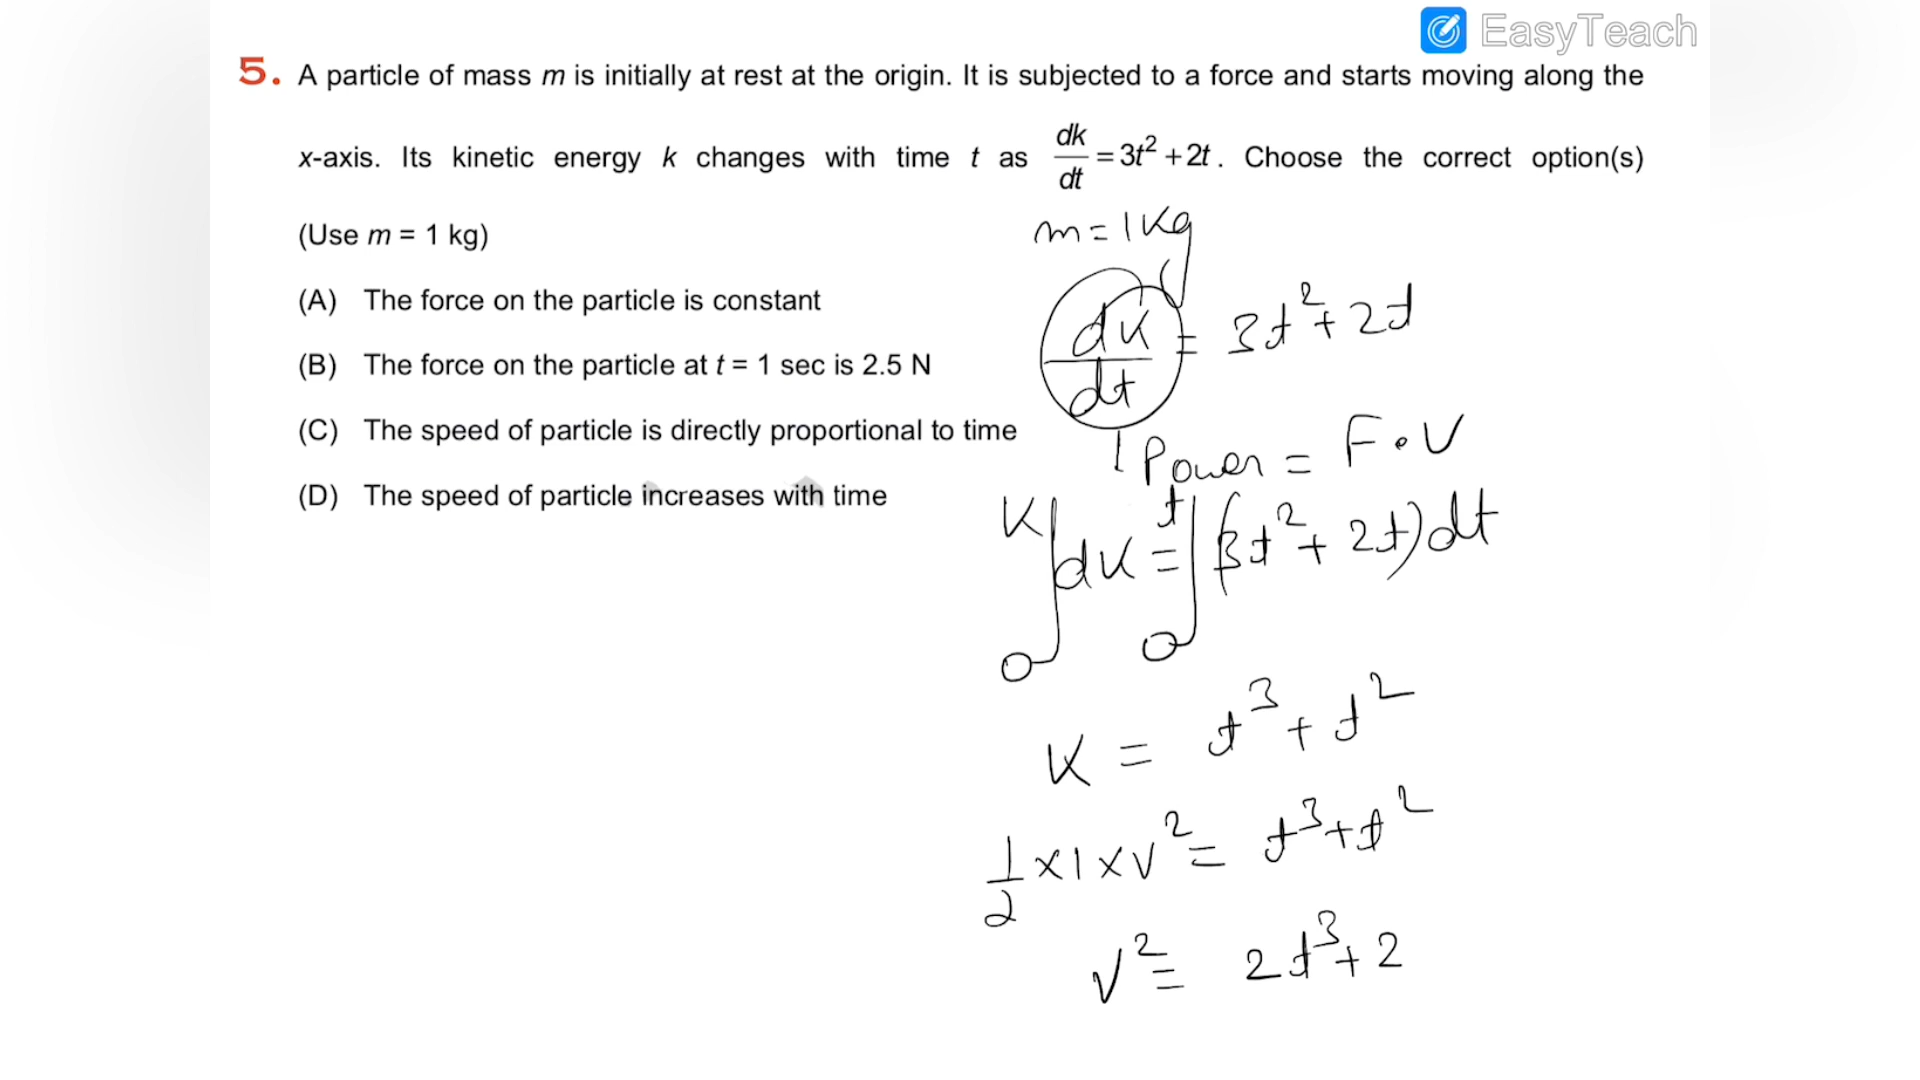 EasyTeach
5. A particle of mass m is initially at rest at the origin. It is subjected to a force and starts moving along the
x-axis. Its kinetic energy k changes with time t as dk/dt = 3t² + 2t. Choose the correct option(s)
(Use m = 1 kg)
(A) The force on the particle is constant
(B) The force on the particle at t = 1 sec is 2.5 N
(C) The speed of particle is directly proportional to time
(D) The speed of particle increases with time
m = 1 kg
dk/dt = 3t² + 2t
Power = F • V
∫₀ᴷ dk = ∫₀ᵗ (3t² + 2t) dt
K = t³ + t²
1/2 × 1 × v² = t³ + t²
v² = 2t³ + 2